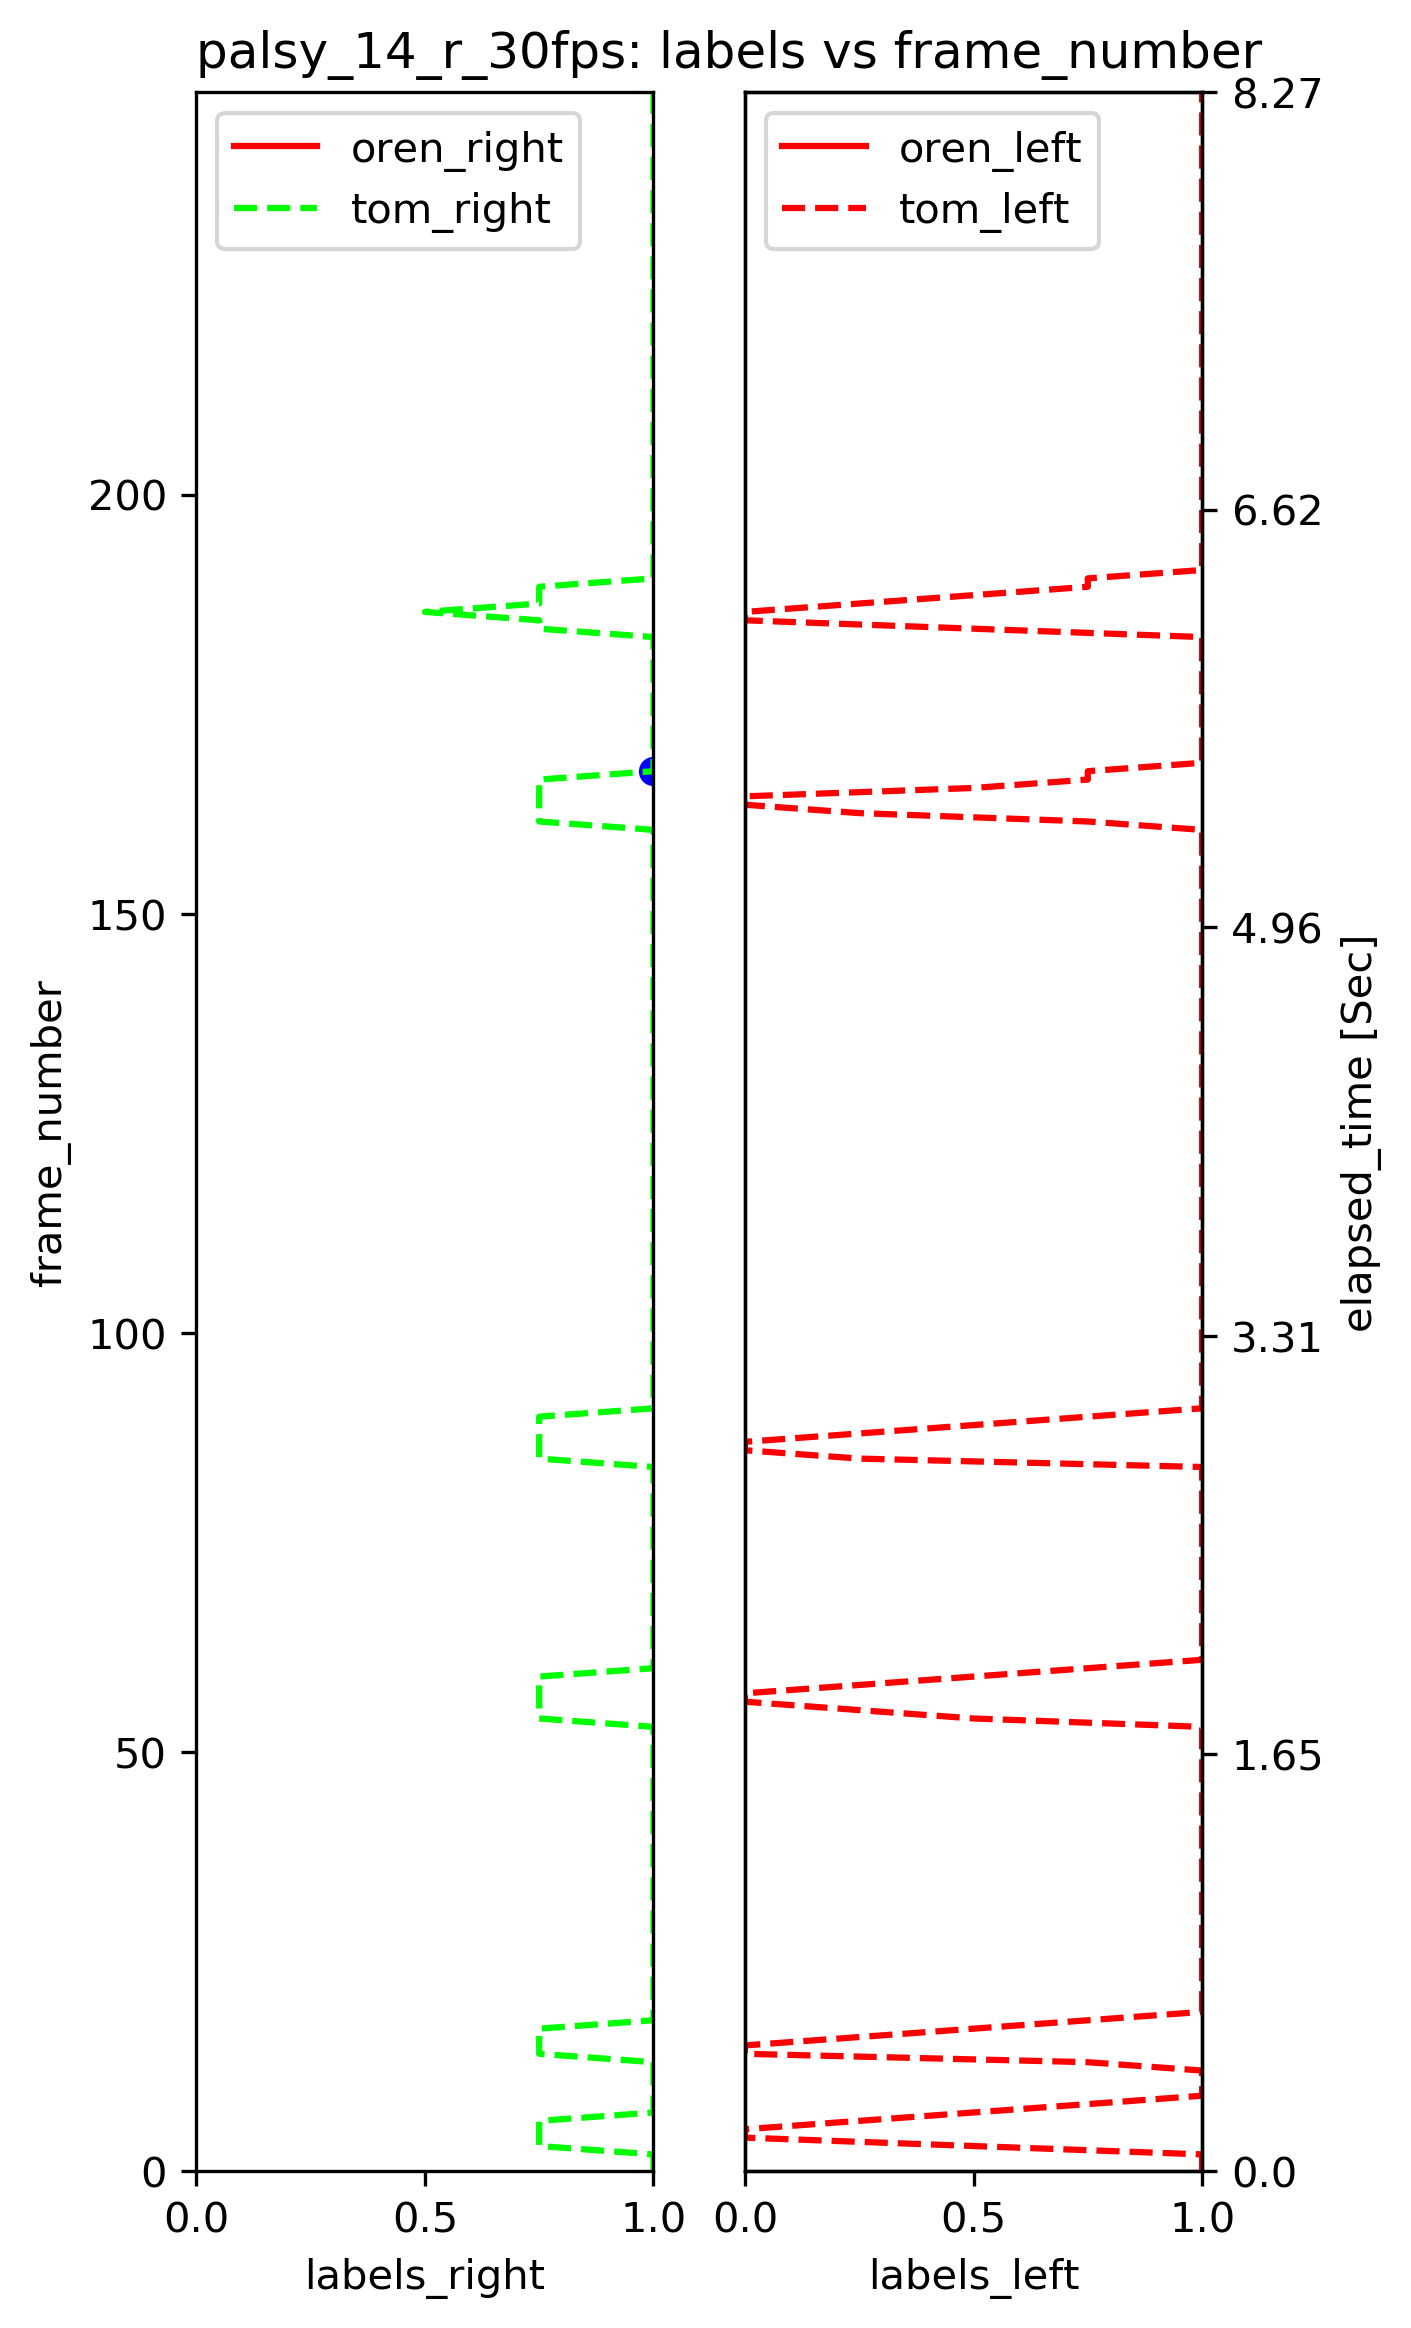 palsy_14_r_30fps: labels vs frame_number
oren_right
tom_right
oren_left
tom_left
200
150
100
50
0
frame_number
0.0
0.5
1.0
labels_right
0.0
0.5
1.0
labels_left
8.27
6.62
4.96
3.31
1.65
0.0
elapsed_time [Sec]